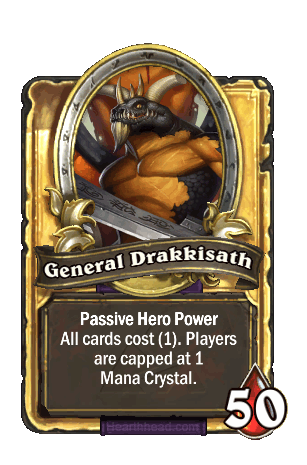 General Drakkisath
Passive Hero Power
All cards cost (1). Players
are capped at 1
Mana Crystal.
50
Hearthhead.com